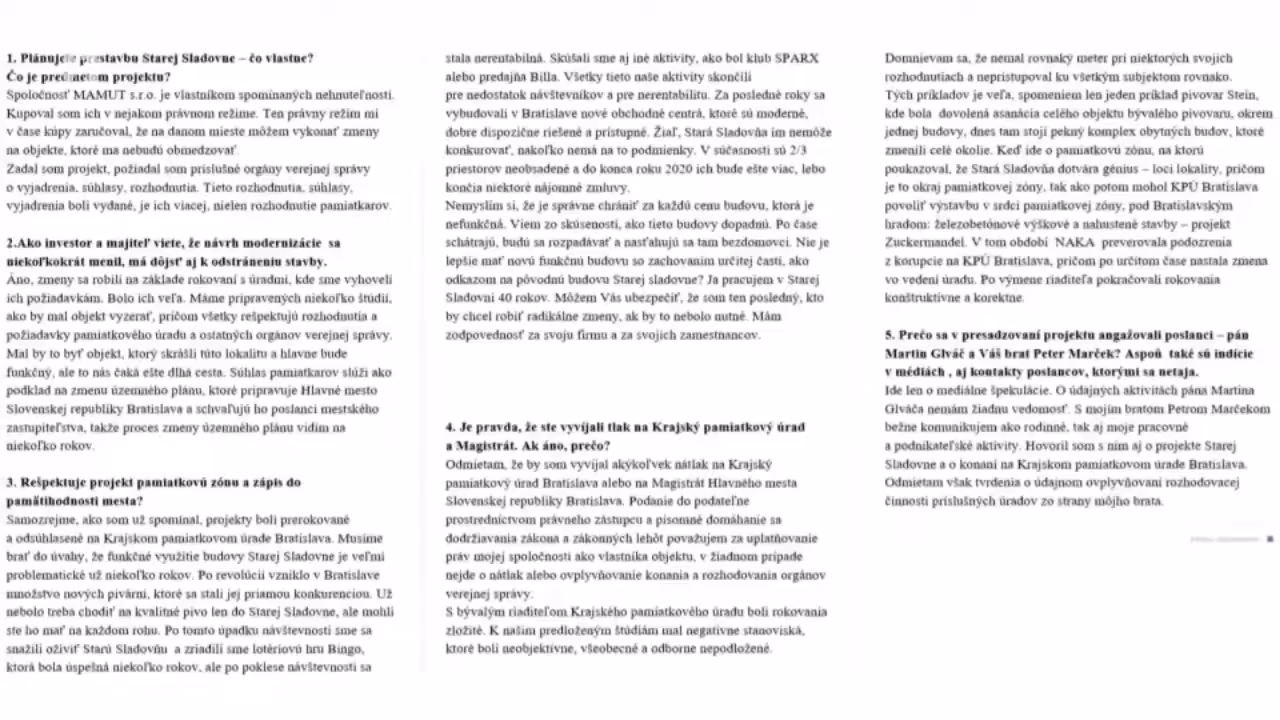 1. Plánujete prestavbu Starej Sladovne – čo vlastne?
Čo je predmetom projektu?
Spoločnosť MAMUT s.r.o. je vlastníkom spomínaných nehnuteľností.
Kupoval som ich v nejakom právnom režime. Ten právny režim mi
v čase kúpy zaručoval, že na danom mieste môžem vykonať zmeny
na objekte, ktoré ma nebudú obmedzovať.
Zadal som projekt, požiadal som príslušné orgány verejnej správy
o vyjadrenia, súhlasy, rozhodnutia. Tieto rozhodnutia, súhlasy,
vyjadrenia boli vydané, je ich viacej, nielen rozhodnutie pamiatkarov.
2.Ako investor a majiteľ viete, že návrh modernizácie sa
niekoľkokrát menil, má dôjsť aj k odstráneniu stavby.
Áno, zmeny sa robili na základe rokovaní s úradmi, kde sme vyhoveli
ich požiadavkám. Bolo ich veľa. Máme pripravených niekoľko štúdií,
ako by mal objekt vyzerať, pričom všetky rešpektujú rozhodnutia a
požiadavky pamiatkového úradu a ostatných orgánov verejnej správy.
Mal by to byť objekt, ktorý skrášli túto lokalitu a hlavne bude
funkčný, ale to nás čaká ešte dlhá cesta. Súhlas pamiatkarov slúži ako
podklad na zmenu územného plánu, ktoré pripravuje Hlavné mesto
Slovenskej republiky Bratislava a schvaľujú ho poslanci mestského
zastupiteľstva, takže proces zmeny územného plánu vidím na
niekoľko rokov.
3. Rešpektuje projekt pamiatkovú zónu a zápis do
pamätihodností mesta?
Samozrejme, ako som už spomínal, projekty boli prerokované
a odsúhlasené na Krajskom pamiatkovom úrade Bratislava. Musíme
brať do úvahy, že funkčné využitie budovy Starej Sladovne je veľmi
problematické už niekoľko rokov. Po revolúcii vzniklo v Bratislave
množstvo nových pivární, ktoré sa stali jej priamou konkurenciou. Už
nebolo treba chodiť na kvalitné pivo len do Starej Sladovne, ale mohli
ste ho mať na každom rohu. Po tomto úpadku návštevnosti sme sa
snažili oživiť Starú Sladovňu a zriadili sme lotériovú hru Bingo,
ktorá bola úspešná niekoľko rokov, ale po poklese návštevnosti sa
stala nerentabilná. Skúšali sme aj iné aktivity, ako bol klub SPARX
alebo predajňa Billa. Všetky tieto naše aktivity skončili
pre nedostatok návštevníkov a pre nerentabilitu. Za posledné roky sa
vybudovali v Bratislave nové obchodné centrá, ktoré sú moderné,
dobre dispozične riešené a prístupné. Žiaľ, Stará Sladovňa im nemôže
konkurovať, nakoľko nemá na to podmienky. V súčasnosti sú 2/3
priestorov neobsadené a do konca roku 2020 ich bude ešte viac, lebo
končia niektoré nájomné zmluvy.
Nemyslím si, že je správne chrániť za každú cenu budovu, ktorá je
nefunkčná. Viem zo skúseností, ako tieto budovy dopadnú. Po čase
schátrajú, budú sa rozpadávať a nasťahujú sa tam bezdomovci. Nie je
lepšie mať novú funkčnú budovu so zachovaním určitej časti, ako
odkazom na pôvodnú budovu Starej sladovne? Ja pracujem v Starej
Sladovni 40 rokov. Môžem Vás ubezpečiť, že som ten posledný, kto
by chcel robiť radikálne zmeny, ak by to nebolo nutné. Mám
zodpovednosť za svoju firmu a za svojich zamestnancov.
4. Je pravda, že ste vyvíjali tlak na Krajský pamiatkový úrad
a Magistrát. Ak áno, prečo?
Odmietam, že by som vyvíjal akýkoľvek nátlak na Krajský
pamiatkový úrad Bratislava alebo na Magistrát Hlavného mesta
Slovenskej republiky Bratislava. Podanie do podateľne
prostredníctvom právneho zástupcu a písomné domáhanie sa
dodržiavania zákona a zákonných lehôt považujem za uplatňovanie
práv mojej spoločnosti ako vlastníka objektu, v žiadnom prípade
nejde o nátlak alebo ovplyvňovanie konania a rozhodovania orgánov
verejnej správy.
S bývalým riaditeľom Krajského pamiatkového úradu boli rokovania
zložité. K našim predloženým štúdiám mal negatívne stanoviská,
ktoré boli neobjektívne, všeobecné a odborne nepodložené.
Domnievam sa, že nemal rovnaký meter pri niektorých svojich
rozhodnutiach a nepristupoval ku všetkým subjektom rovnako.
Tých príkladov je veľa, spomeniem len jeden príklad pivovar Stein,
kde bola dovolená asanácia celého objektu bývalého pivovaru, okrem
jednej budovy, dnes tam stojí pekný komplex obytných budov, ktoré
zmenili celé okolie. Keď ide o pamiatkovú zónu, na ktorú
poukazoval, že Stará Sladovňa dotvára génius – loci lokality, pričom
je to okraj pamiatkovej zóny, tak ako potom mohol KPÚ Bratislava
povoliť výstavbu v srdci pamiatkovej zóny, pod Bratislavským
hradom: železobetónové výškové a nahustené stavby – projekt
Zuckermandel. V tom období NAKA preverovala podozrenia
z korupcie na KPÚ Bratislava, pričom po určitom čase nastala zmena
vo vedení úradu. Po výmene riaditeľa pokračovali rokovania
konštruktívne a korektne.
5. Prečo sa v presadzovaní projektu angažovali poslanci – pán
Martin Glváč a Váš brat Peter Marček? Aspoň také sú indície
v médiách , aj kontakty poslancov, ktorými sa netaja.
Ide len o mediálne špekulácie. O údajných aktivitách pána Martina
Glváča nemám žiadnu vedomosť. S mojím bratom Petrom Marčekom
bežne komunikujem ako rodinné, tak aj moje pracovné
a podnikateľské aktivity. Hovoril som s ním aj o projekte Starej
Sladovne a o konaní na Krajskom pamiatkovom úrade Bratislava.
Odmietam však tvrdenia o údajnom ovplyvňovaní rozhodovacej
činnosti príslušných úradov zo strany môjho brata.